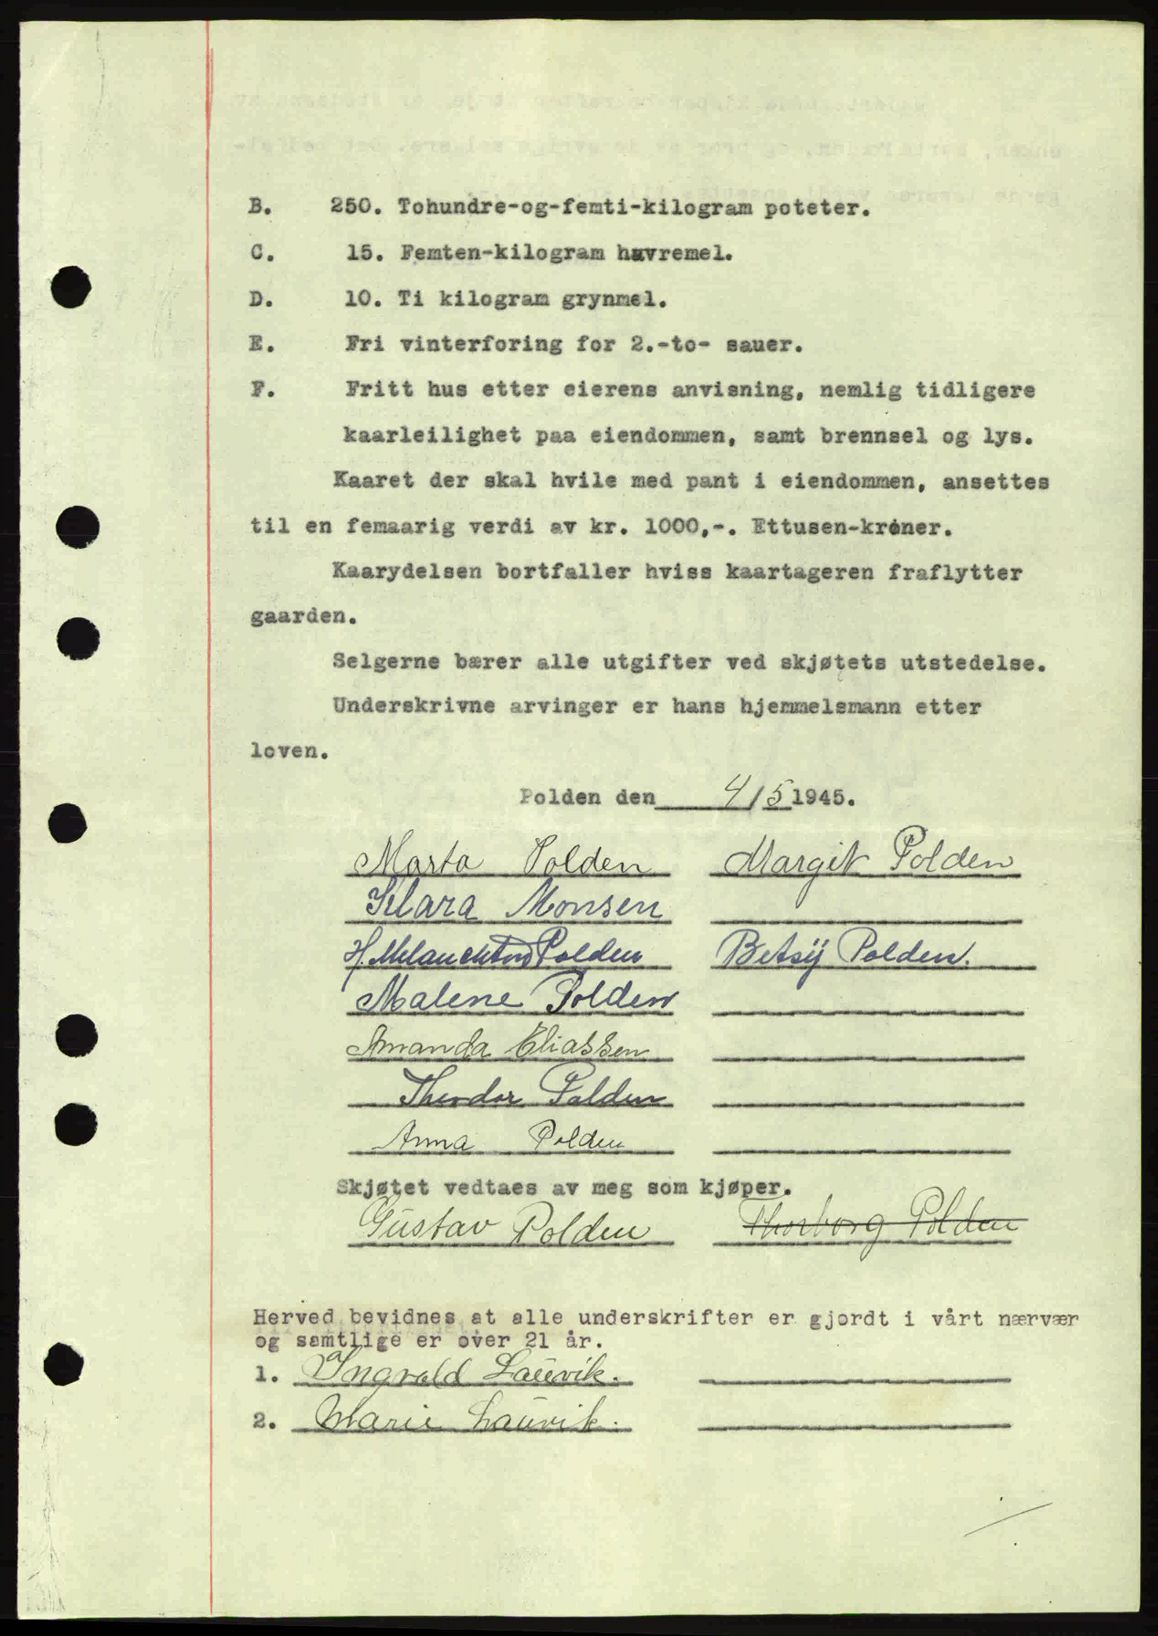 B. 250. Tohundre-og-femti-kilogram poteter.
C. 15. Femten-kilogram havremel.
D. 10. Ti kilogram grynmel.
E. Fri vinterforing for 2.-to- sauer.
F. Fritt hus etter eierens anvisning, nemlig tidligere
kaarleilighet paa eiendommen, samt brennsel og lys.
Kaaret der skal hvile med pant i eiendommen, ansettes
til en femaarig verdi av kr. 1000,-. Ettusen-kroner.
Kaarydelsen bortfaller hviss kaartageren fraflytter
gaarden.
Selgerne bærer alle utgifter ved skjøtets utstedelse.
Underskrivne arvinger er hans hjemmelsmann etter
loven.
Polden den 4/5 1945.
Marta Polden Margit Polden
Klara Monsen
H. Melanchton Polden Betsÿ Polden.
Malene Polden
Amanda Eliassen
Theodor Polden
Anna Polden
Skjøtet vedtaes av meg som kjøper.
Gustav Polden Thorborg Polden
Herved bevidnes at alle underskrifter er gjordt i vårt nærvær
og samtlige er over 21 år.
1. Yngvald Lauvik.
2. Marie Lauvik.